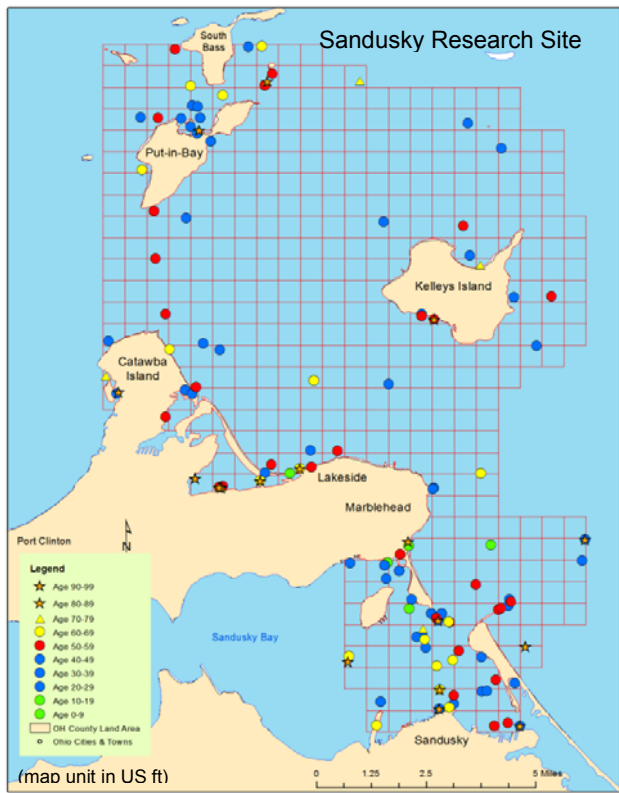 Sandusky Research Site
South
Bass
Put-in-Bay
Kelleys Island
Catawba
Island
Lakeside
Marblehead
Port Clinton
N
Legend
Age 90-99
Age 80-89
Age 70-79
Age 60-69
Age 50-59
Age 40-49
Age 30-39
Age 20-29
Age 10-19
Age 0-9
OH County Land Area
Ohio Cities & Towns
Sandusky Bay
Sandusky
(map unit in US ft)
0 1.25 2.5 5 Miles